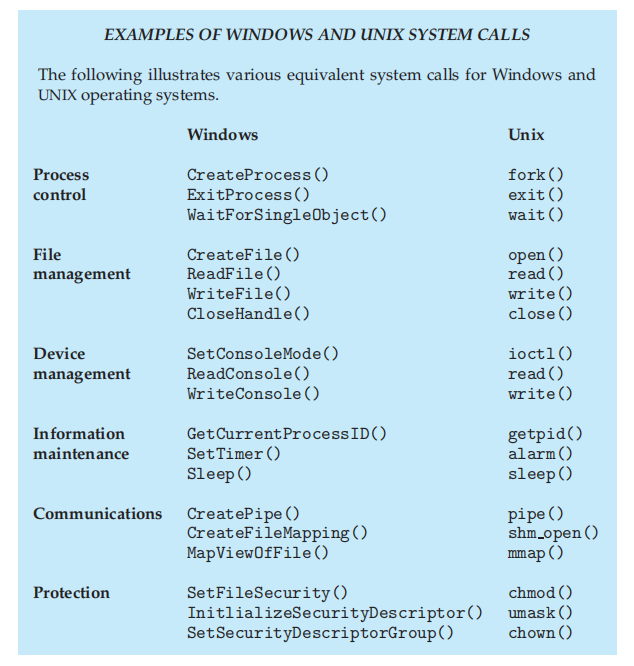 EXAMPLES OF WINDOWS AND UNIX SYSTEM CALLS
The following illustrates various equivalent system calls for Windows and
UNIX operating systems.
Windows Unix
Process CreateProcess() fork()
control ExitProcess() exit()
WaitForSingleObject() wait()
File CreateFile() open()
management ReadFile() read()
WriteFile() write()
CloseHandle() close()
Device SetConsoleMode() ioctl()
management ReadConsole() read()
WriteConsole() write()
Information GetCurrentProcessID() getpid()
maintenance SetTimer() alarm()
Sleep() sleep()
Communications CreatePipe() pipe()
CreateFileMapping() shm_open()
MapViewOfFile() mmap()
Protection SetFileSecurity() chmod()
InitlializeSecurityDescriptor() umask()
SetSecurityDescriptorGroup() chown()